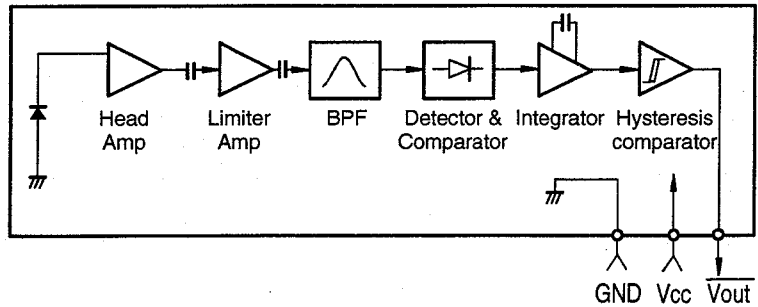 Head
Amp
Limiter
Amp
BPF
Detector &
Comparator
Integrator
Hysteresis
comparator
GND
Vcc
Vout